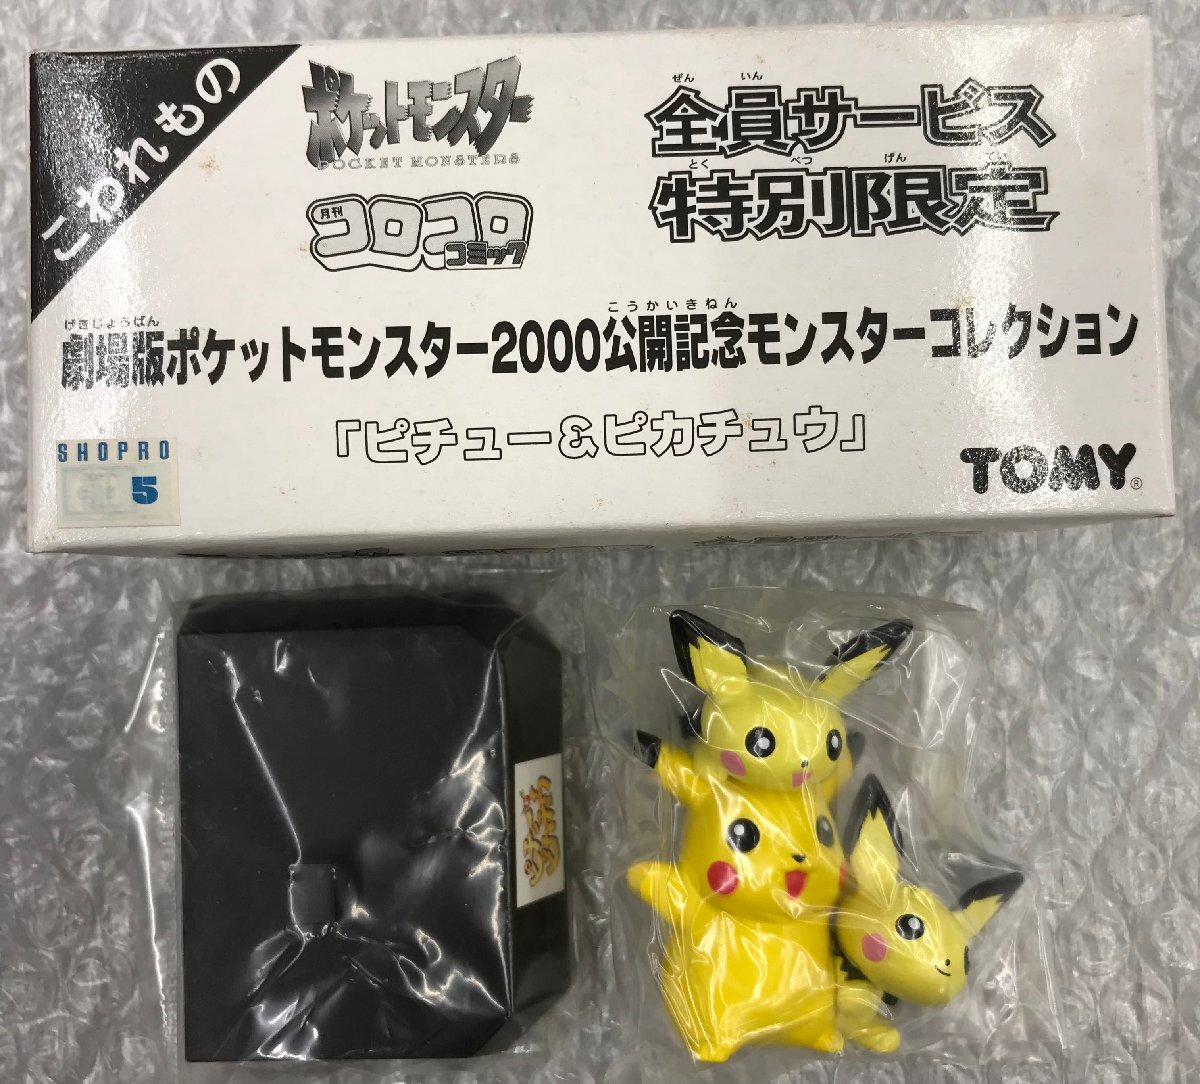 こわれもの
ポケットモンスター
POCKET MONSTERS
月刊
コロコロ
コミック
ぜんいん
全員サービス
とくべつげんてい
特別限定
げきじょうばん こうかいきねん
劇場版ポケットモンスター2000公開記念モンスターコレクション
「ピチュー&ピカチュウ」
SHOPRO
5
TOMY®